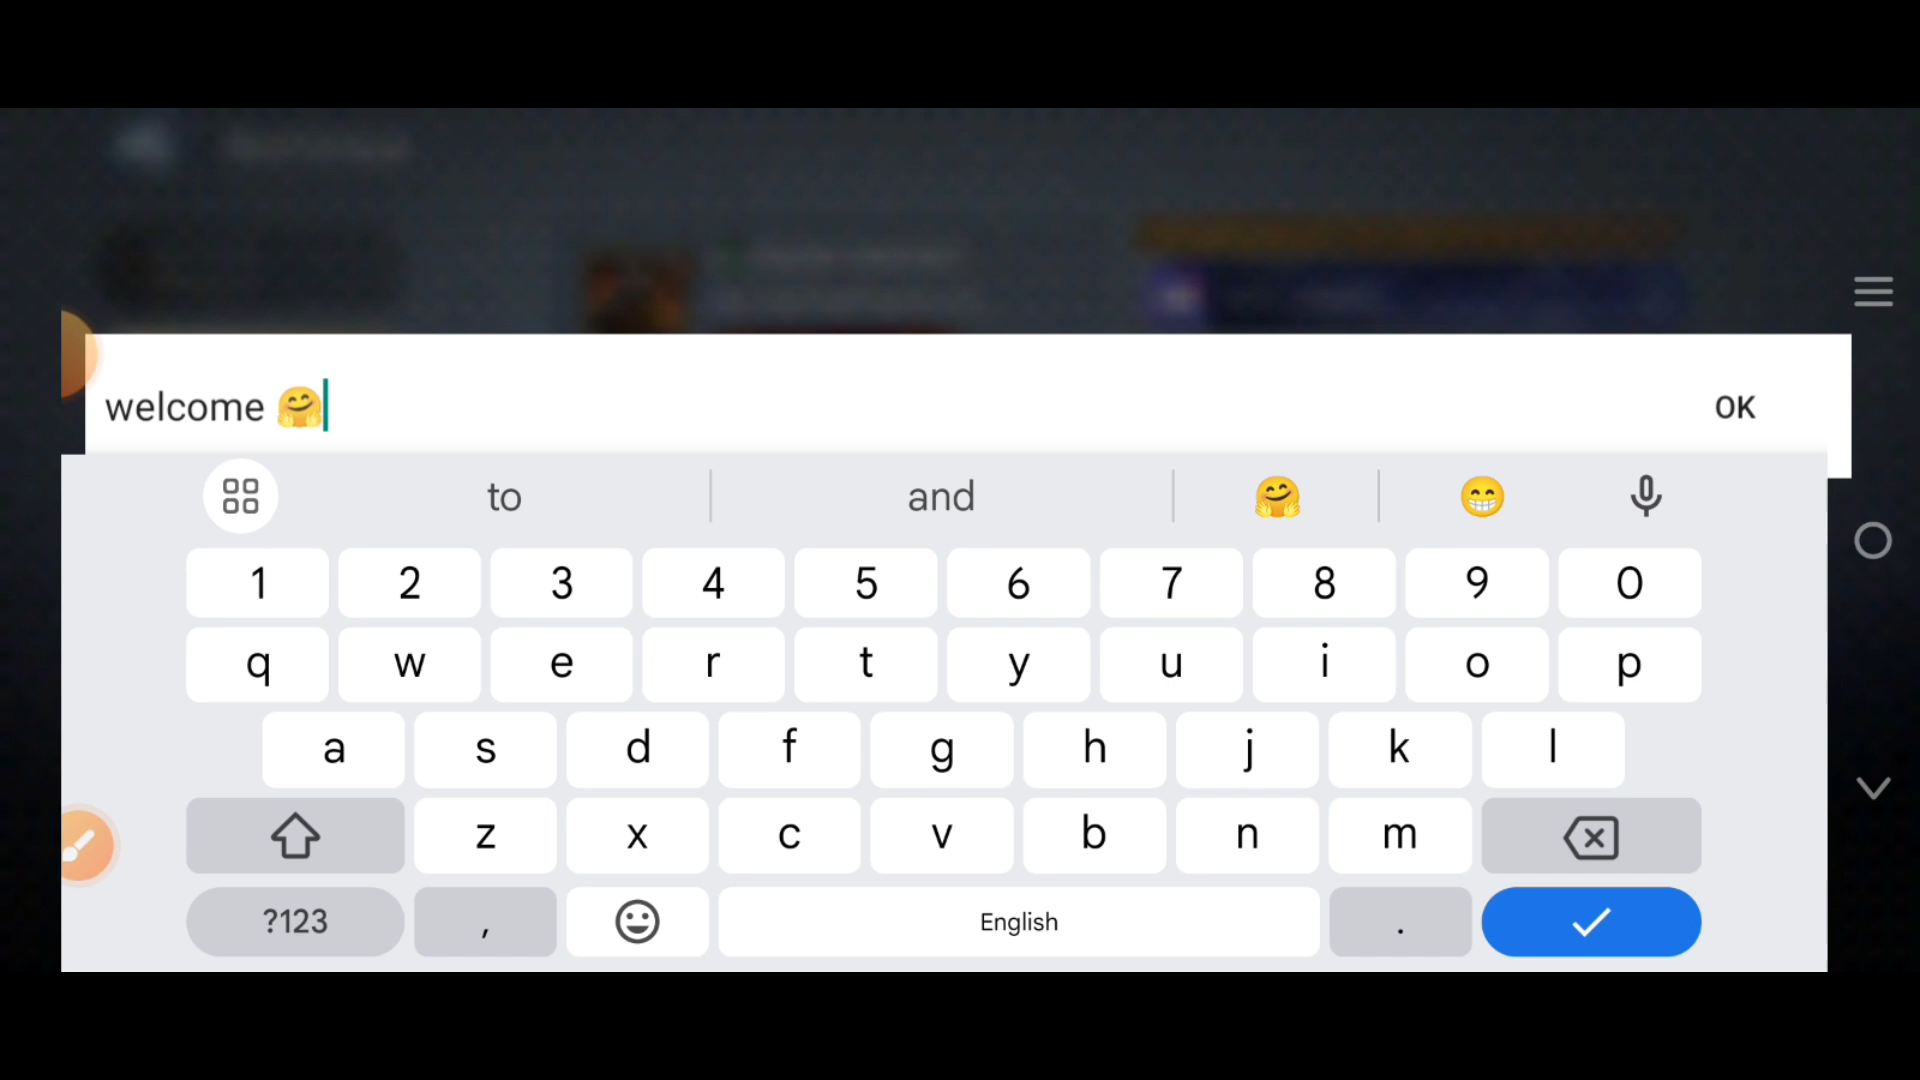 welcome 🤗
OK
to and 🤗 😁
1 2 3 4 5 6 7 8 9 0
q w e r t y u i o p
a s d f g h j k l
z x c v b n m
?123 , English .